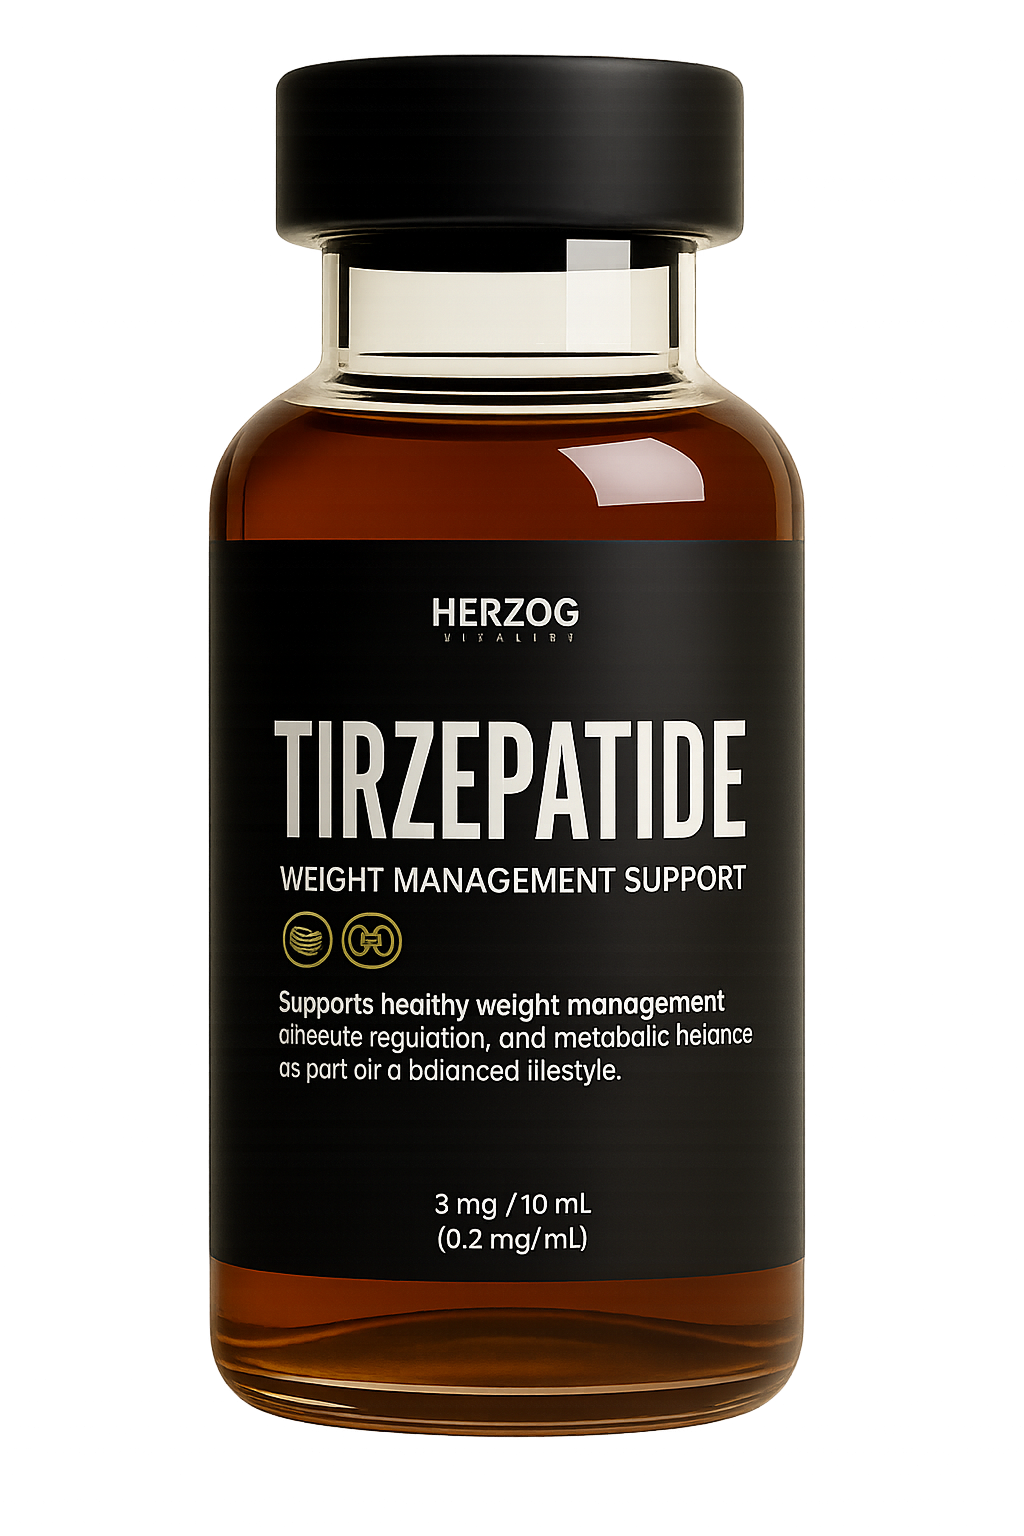 HERZOG
TIRZEPATIDE
WEIGHT MANAGEMENT SUPPORT
Supports heaithy weight management
aiheeute reguiation, and metabalic heiance
as part oir a bdianced iilestyle.
3 mg / 10 mL
(0.2 mg/mL)